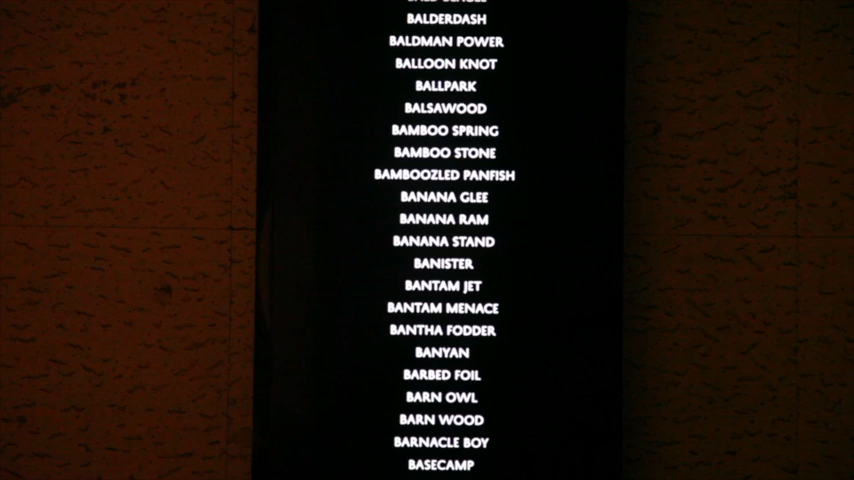 BALDERDASH
BALDMAN POWER
BALLOON KNOT
BALLPARK
BALSAWOOD
BAMBOO SPRING
BAMBOO STONE
BAMBOOZLED PANFISH
BANANA GLEE
BANANA RAM
BANANA STAND
BANISTER
BANTAM JET
BANTAM MENACE
BANTHA FODDER
BANYAN
BARBED FOIL
BARN OWL
BARN WOOD
BARNACLE BOY
BASECAMP